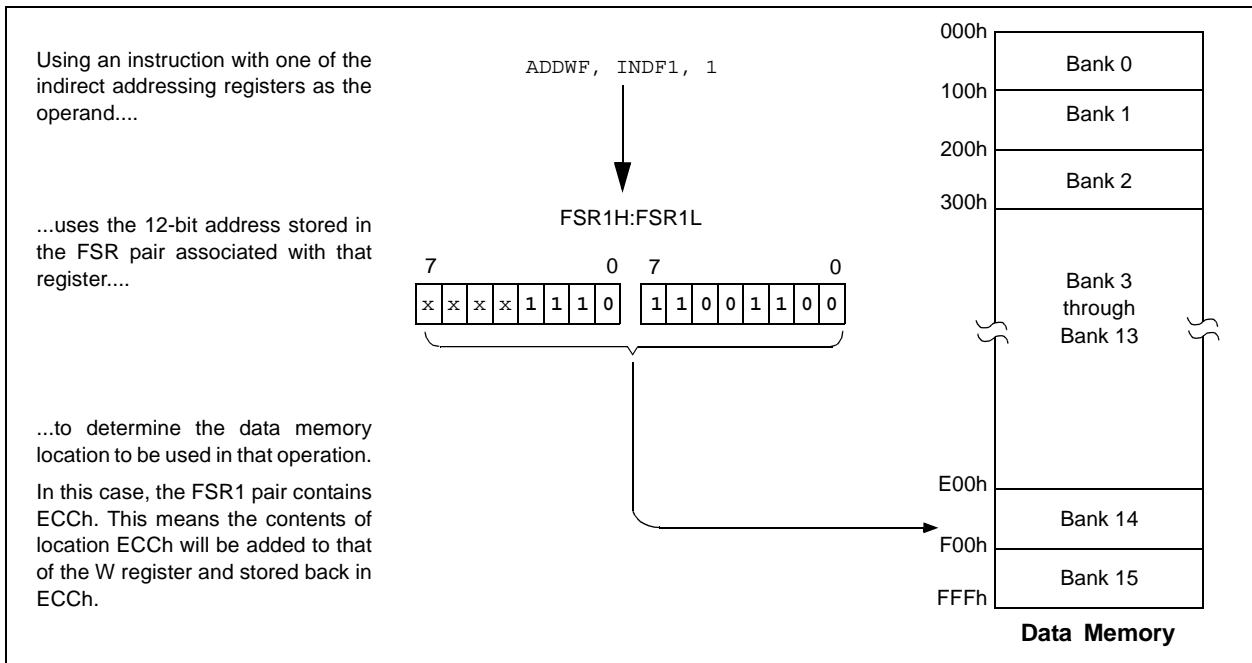 Using an instruction with one of the
indirect addressing registers as the
operand....
ADDWF, INDF1, 1
...uses the 12-bit address stored in
the FSR pair associated with that
register....
FSR1H:FSR1L
7 0 7 0
x x x x 1 1 1 0 1 1 0 0 1 1 0 0
...to determine the data memory
location to be used in that operation.
In this case, the FSR1 pair contains
ECCh. This means the contents of
location ECCh will be added to that
of the W register and stored back in
ECCh.
000h
Bank 0
100h
Bank 1
200h
Bank 2
300h
Bank 3
through
Bank 13
E00h
Bank 14
F00h
Bank 15
FFFh
Data Memory